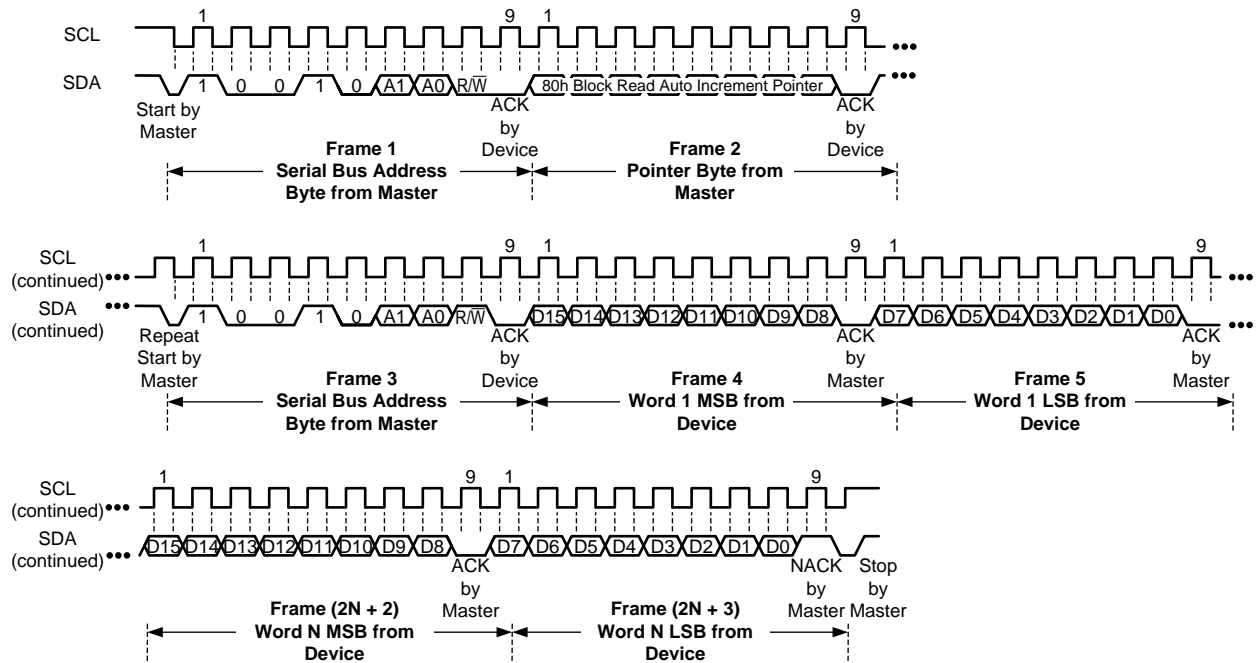 1 9 1 9
SCL
SDA 1 0 0 1 0 A1 A0 R/W 80h Block Read Auto Increment Pointer
Start by
Master
ACK
by
Device
ACK
by
Device
Frame 1
Serial Bus Address
Byte from Master
Frame 2
Pointer Byte from
Master
1 9 1 9 1 9
SCL
(continued)
SDA
(continued)
1 0 0 1 0 A1 A0 R/W D15 D14 D13 D12 D11 D10 D9 D8 D7 D6 D5 D4 D3 D2 D1 D0
Repeat
Start by
Master
ACK
by
Device
ACK
by
Master
ACK
by
Master
Frame 3
Serial Bus Address
Byte from Master
Frame 4
Word 1 MSB from
Device
Frame 5
Word 1 LSB from
Device
1 9 1 9
SCL
(continued)
SDA
(continued)
D15 D14 D13 D12 D11 D10 D9 D8 D7 D6 D5 D4 D3 D2 D1 D0
ACK
by
Master
NACK
by
Master
Stop
by
Master
Frame (2N + 2)
Word N MSB from
Device
Frame (2N + 3)
Word N LSB from
Device